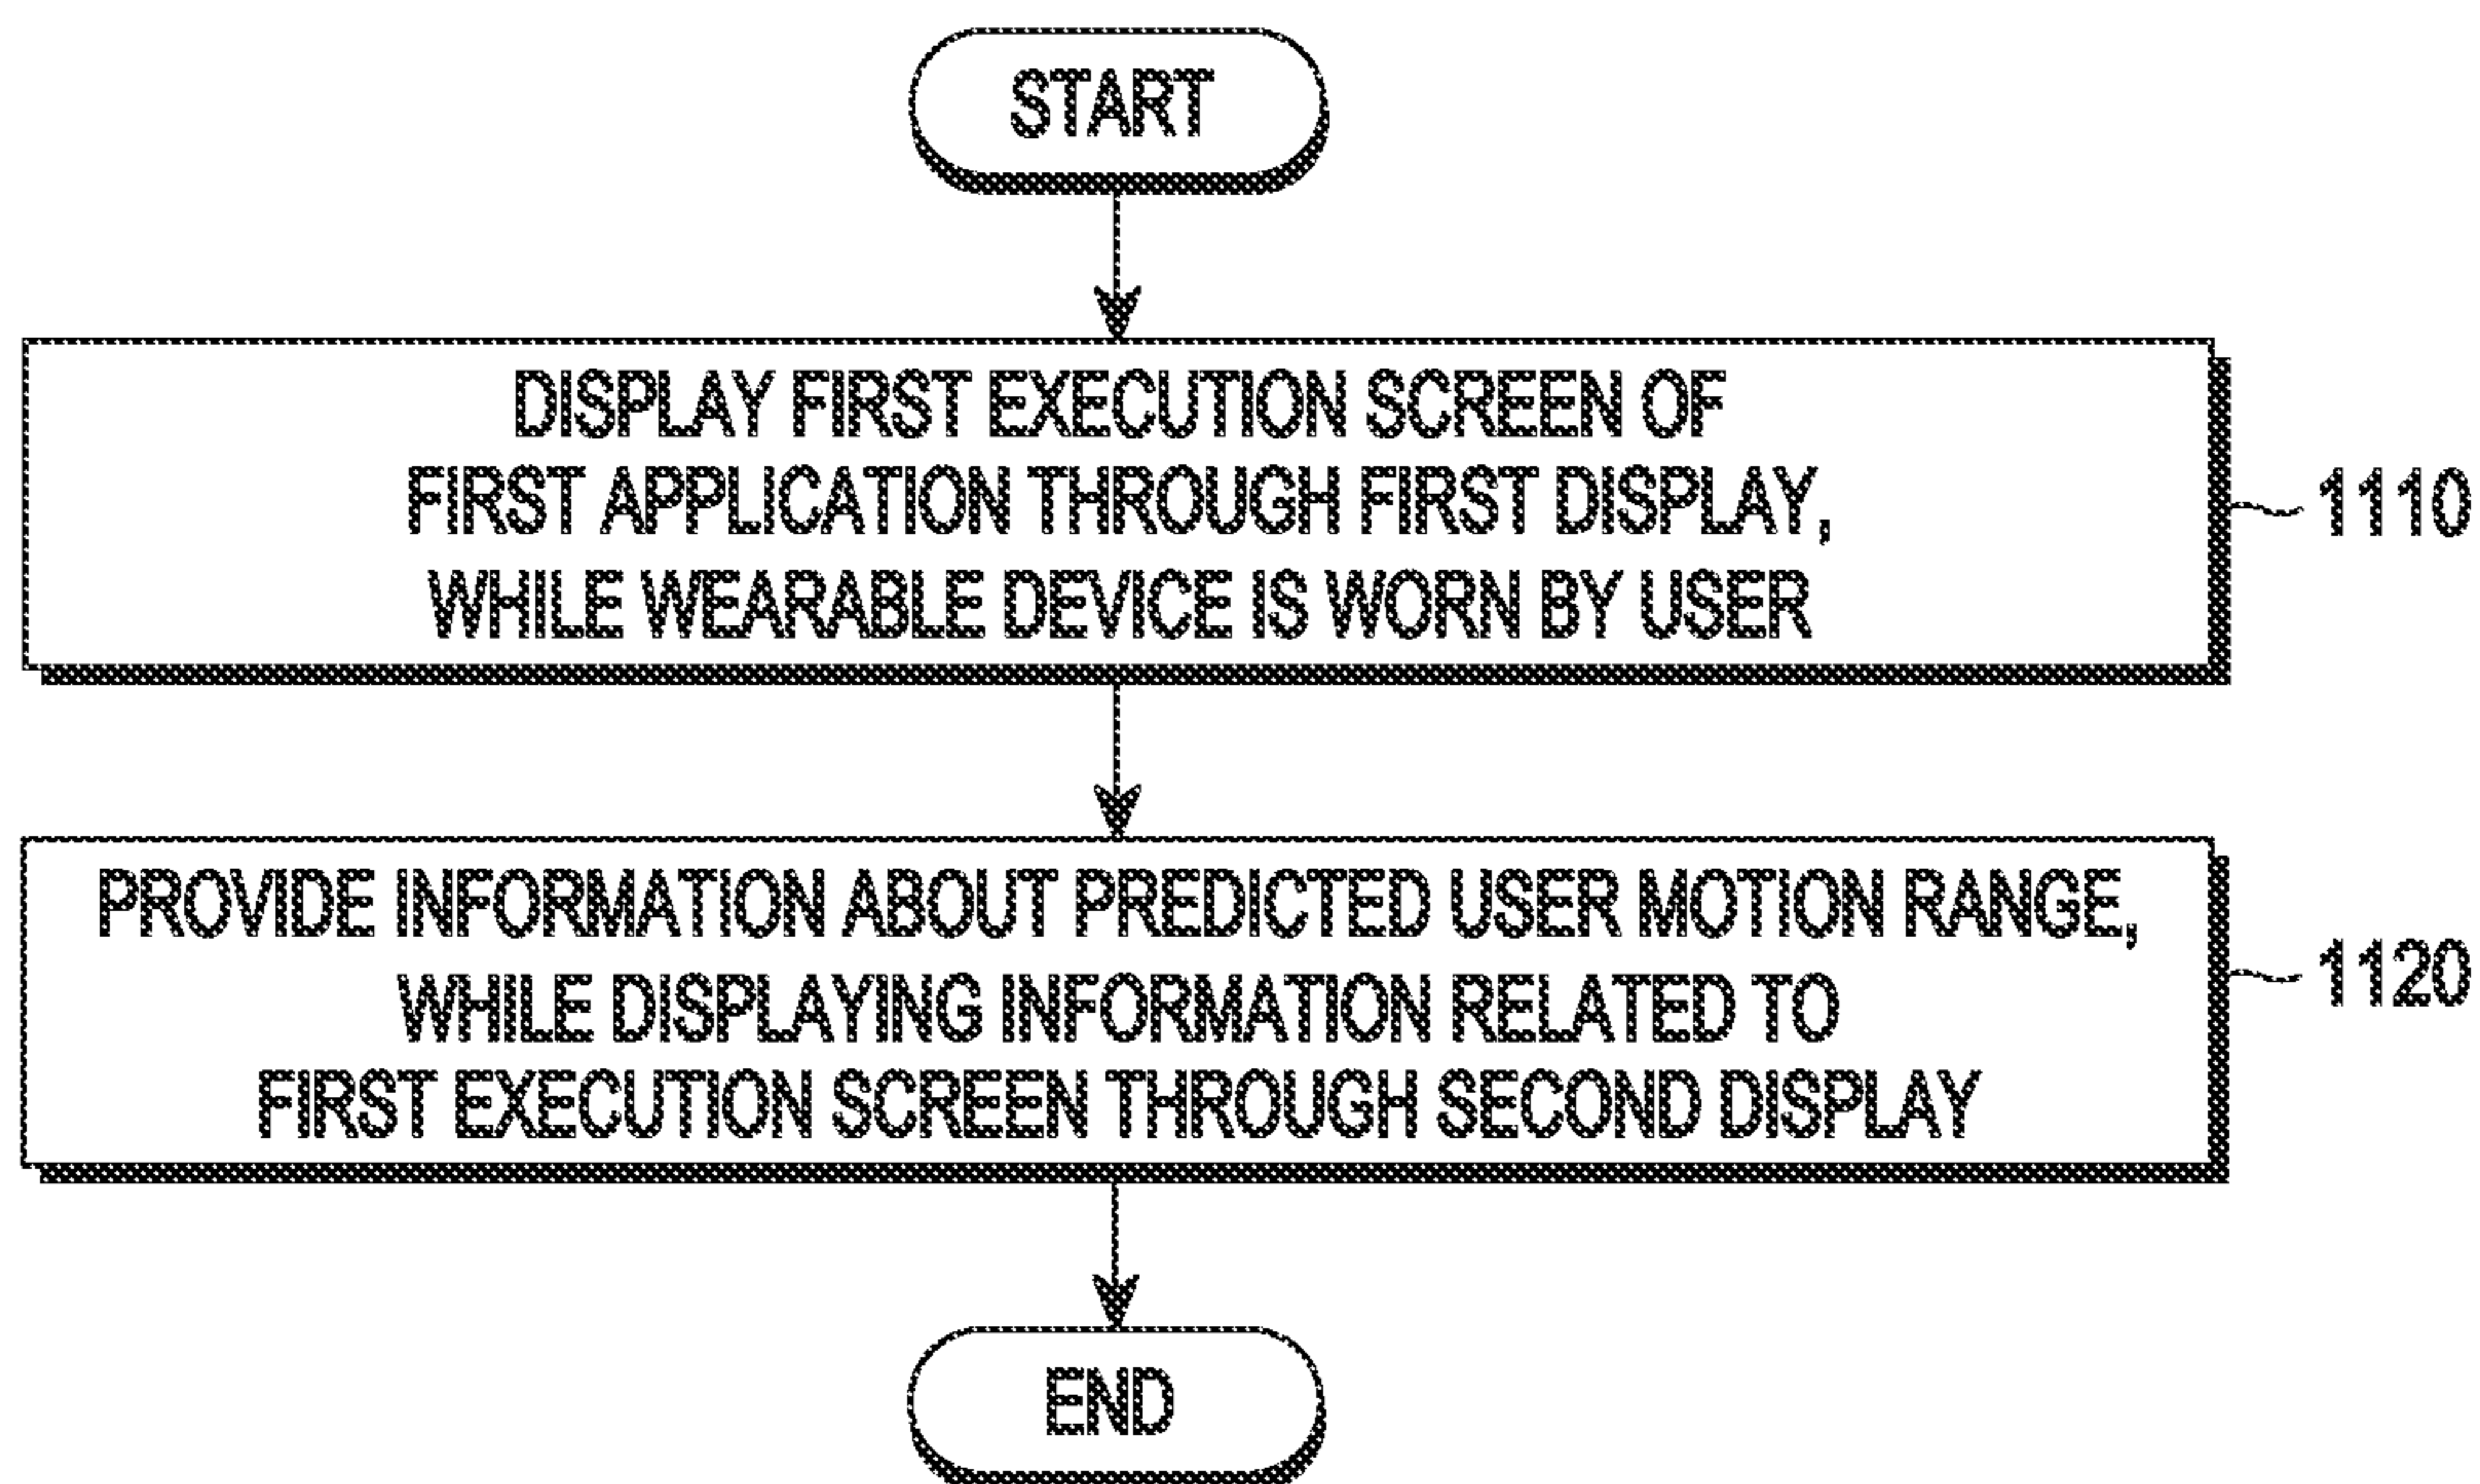 START
DISPLAY FIRST EXECUTION SCREEN OF
FIRST APPLICATION THROUGH FIRST DISPLAY,
WHILE WEARABLE DEVICE IS WORN BY USER
1110
PROVIDE INFORMATION ABOUT PREDICTED USER MOTION RANGE,
WHILE DISPLAYING INFORMATION RELATED TO
FIRST EXECUTION SCREEN THROUGH SECOND DISPLAY
1120
END